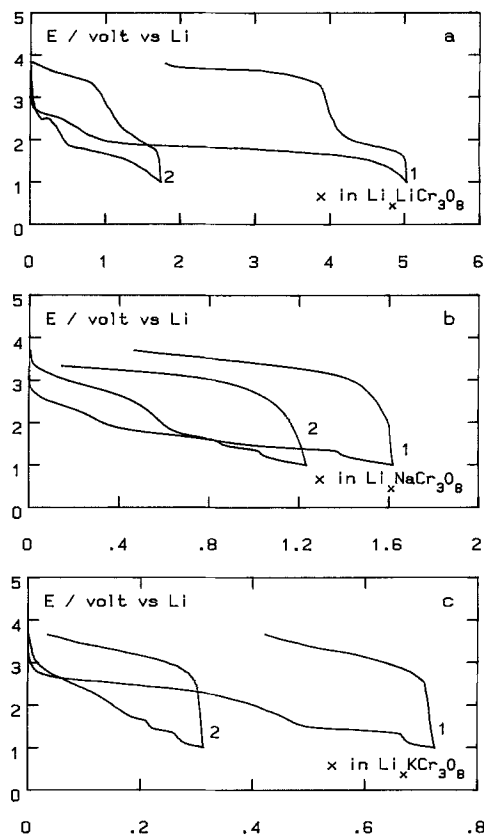 E / volt vs Li a
5
4
3
2
1
0
2
1
x in LiₓLiCr₃O₈
0 1 2 3 4 5 6
E / volt vs Li b
5
4
3
2
1
0
2
1
x in LiₓNaCr₃O₈
0 .4 .8 1.2 1.6 2
E / volt vs Li c
5
4
3
2
1
0
2
1
x in LiₓKCr₃O₈
0 .2 .4 .6 .8